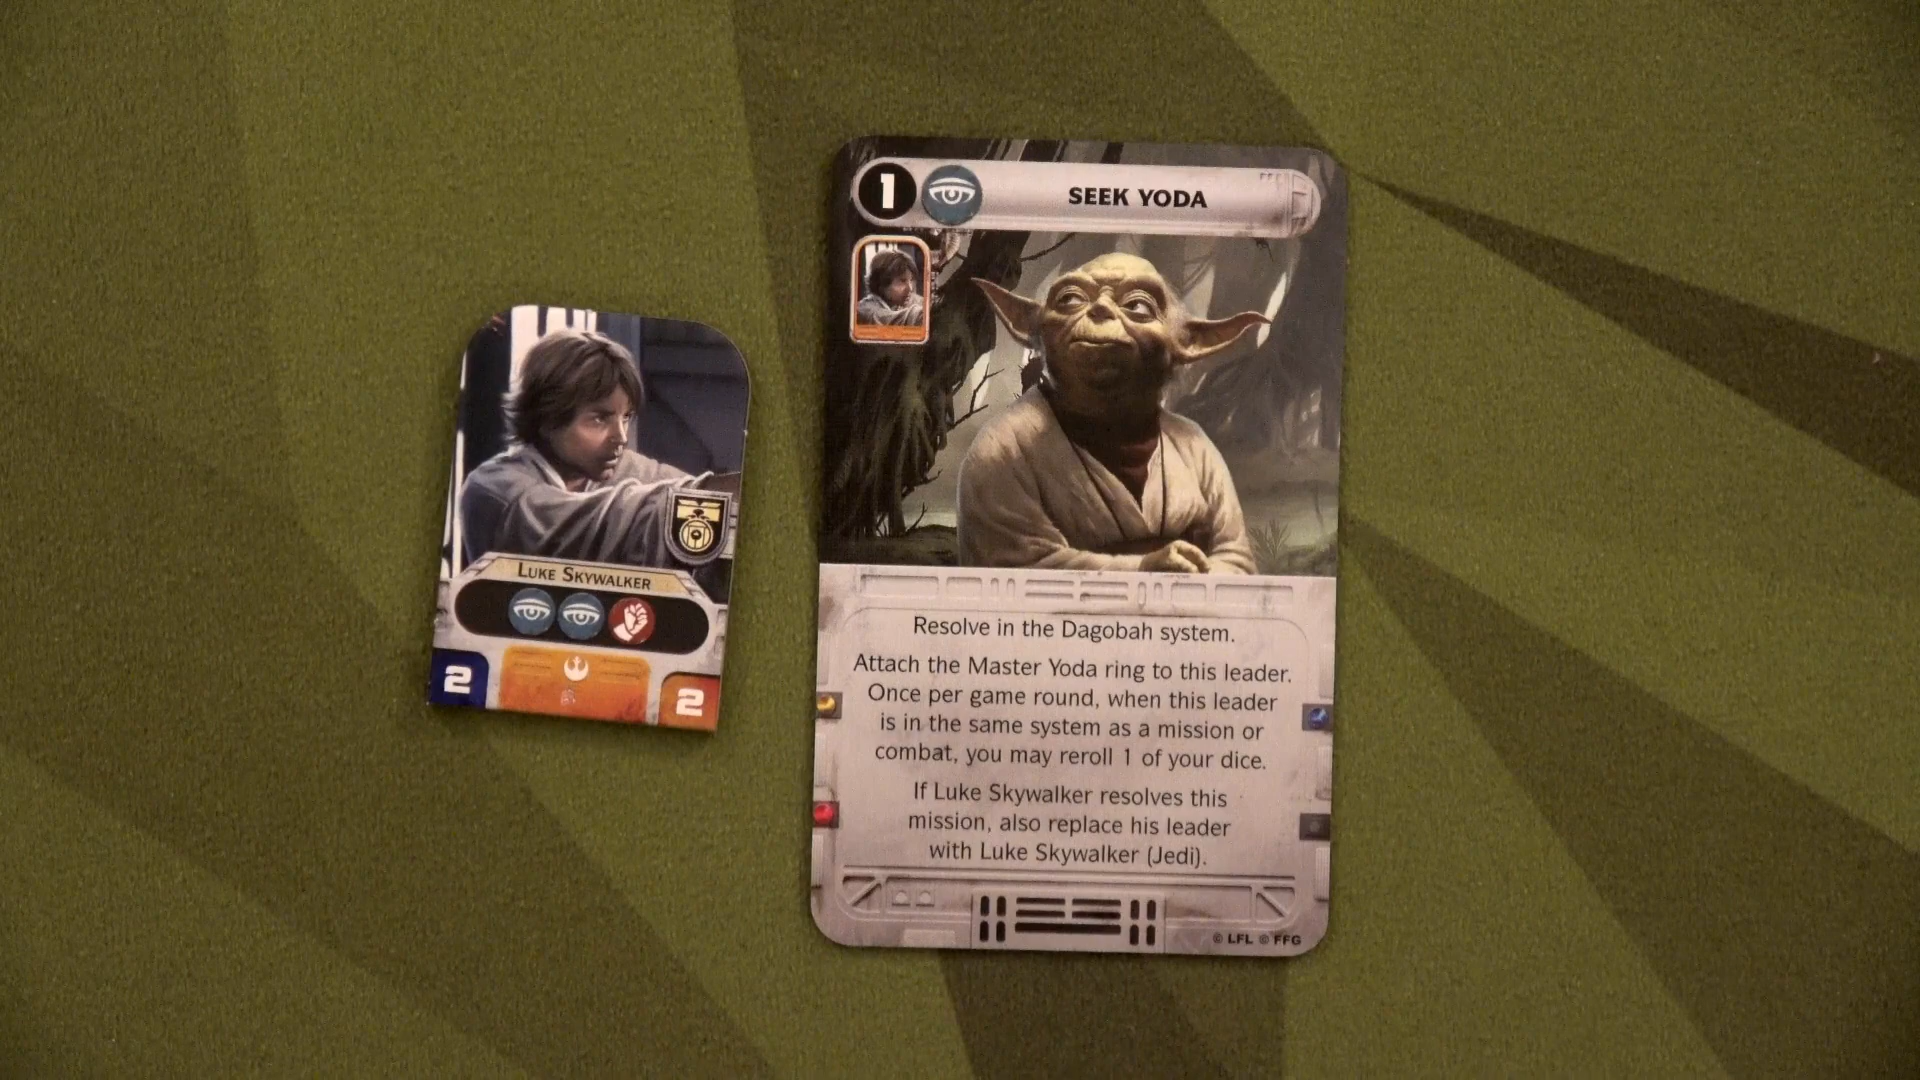 LUKE SKYWALKER
2
2
1
SEEK YODA
Resolve in the Dagobah system.
Attach the Master Yoda ring to this leader.
Once per game round, when this leader
is in the same system as a mission or
combat, you may reroll 1 of your dice.
If Luke Skywalker resolves this
mission, also replace his leader
with Luke Skywalker (Jedi).
© LFL © FFG